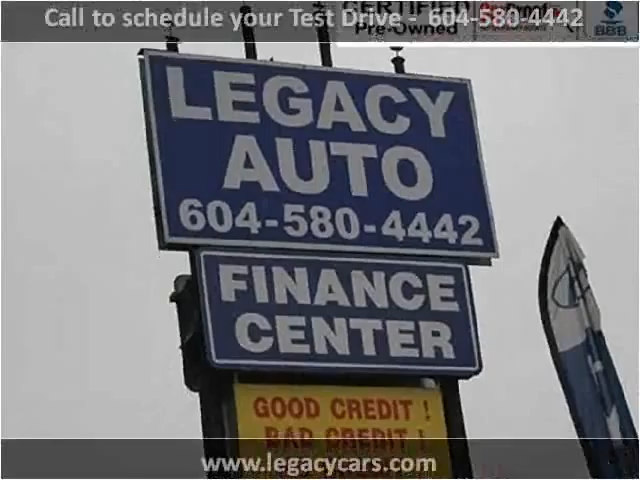 Call to schedule your Test Drive - 604-580-4442
CERTIFIED
Pre-Owned
BBB
LEGACY
AUTO
604-580-4442
FINANCE
CENTER
GOOD CREDIT !
BAD CREDIT !
www.legacycars.com